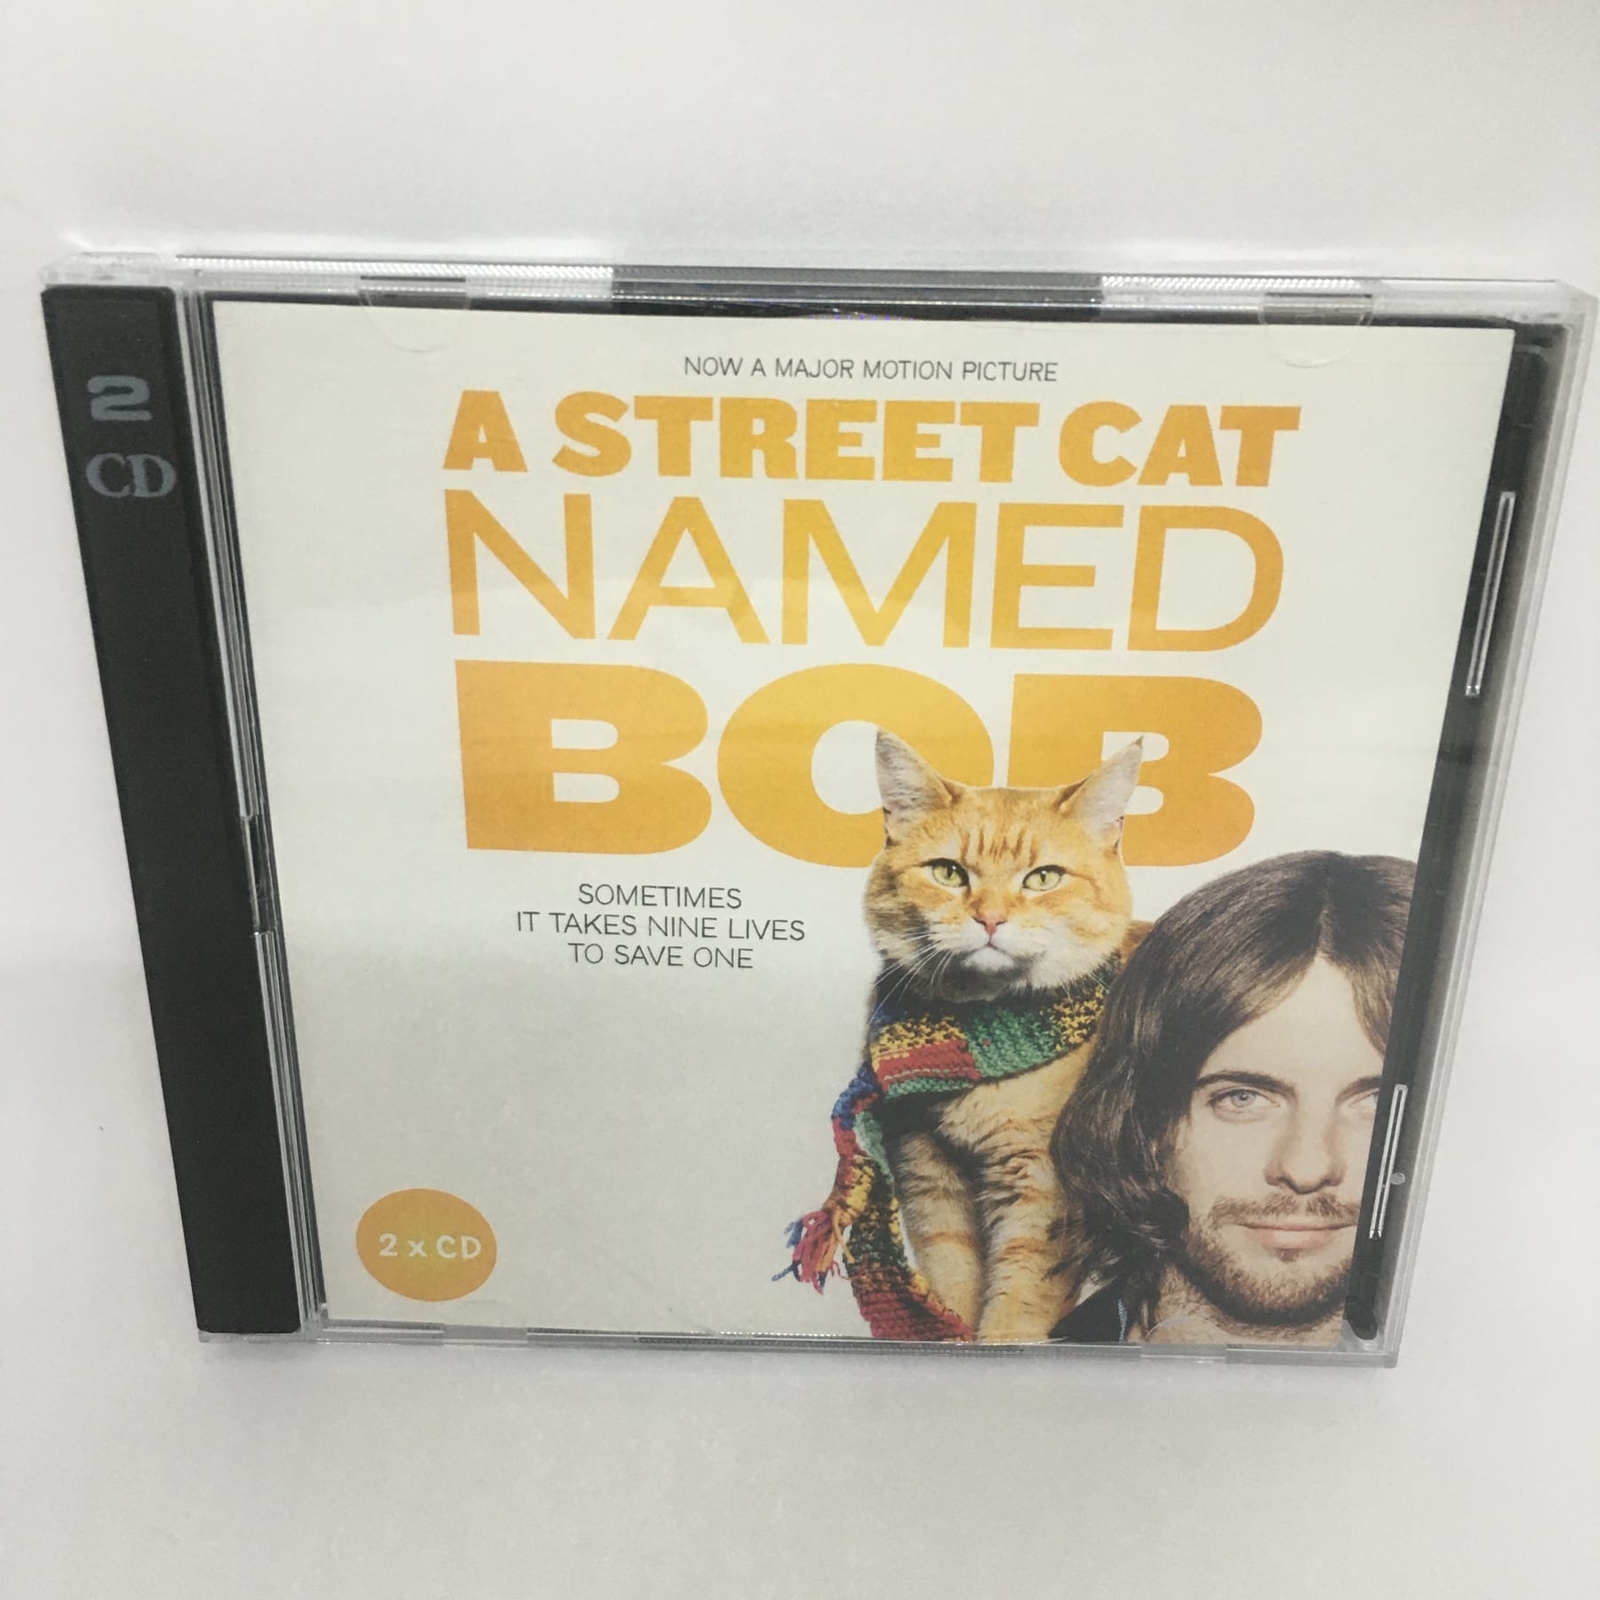 2
CD
NOW A MAJOR MOTION PICTURE
A STREET CAT
NAMED
BOB
SOMETIMES
IT TAKES NINE LIVES
TO SAVE ONE
2 x CD